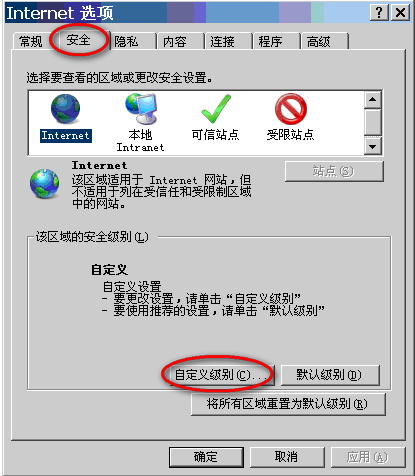 Internet 选项
常规 安全 隐私 内容 连接 程序 高级
选择要查看的区域或更改安全设置。
Internet 本地 可信站点 受限站点
Intranet
Internet
该区域适用于 Internet 网站，但
不适用于列在受信任和受限制区域
中的网站。
站点(S)
该区域的安全级别(L)
自定义
自定义设置
- 要更改设置，请单击“自定义级别”
- 要使用推荐的设置，请单击“默认级别”
自定义级别(C)... 默认级别(D)
将所有区域重置为默认级别(R)
确定 取消 应用(A)